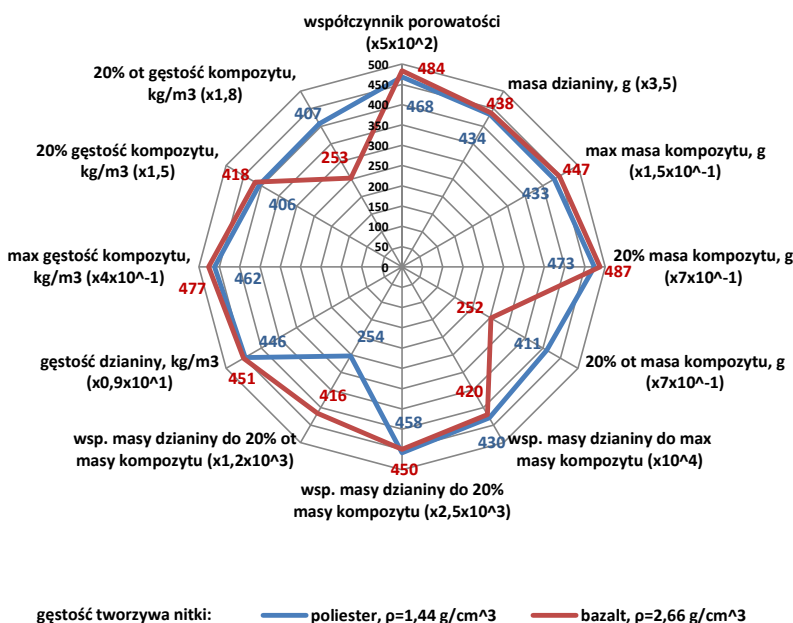 współczynnik porowatości
(x5x10^2)
20% ot gęstość kompozytu,
kg/m3 (x1,8)
masa dzianiny, g (x3,5)
20% gęstość kompozytu,
kg/m3 (x1,5)
max masa kompozytu, g
(x1,5x10^-1)
max gęstość kompozytu,
kg/m3 (x4x10^-1)
20% masa kompozytu, g
(x7x10^-1)
gęstość dzianiny, kg/m3
(x0,9x10^1)
20% ot masa kompozytu, g
(x7x10^-1)
wsp. masy dzianiny do 20% ot
masy kompozytu (x1,2x10^3)
wsp. masy dzianiny do max
masy kompozytu (x10^4)
wsp. masy dzianiny do 20%
masy kompozytu (x2,5x10^3)
500
450
400
350
300
250
200
150
100
50
0
484
468
438
434
447
433
487
473
252
411
420
430
450
458
416
254
451
446
477
462
418
406
253
407
gęstość tworzywa nitki:
poliester, ρ=1,44 g/cm^3
bazalt, ρ=2,66 g/cm^3